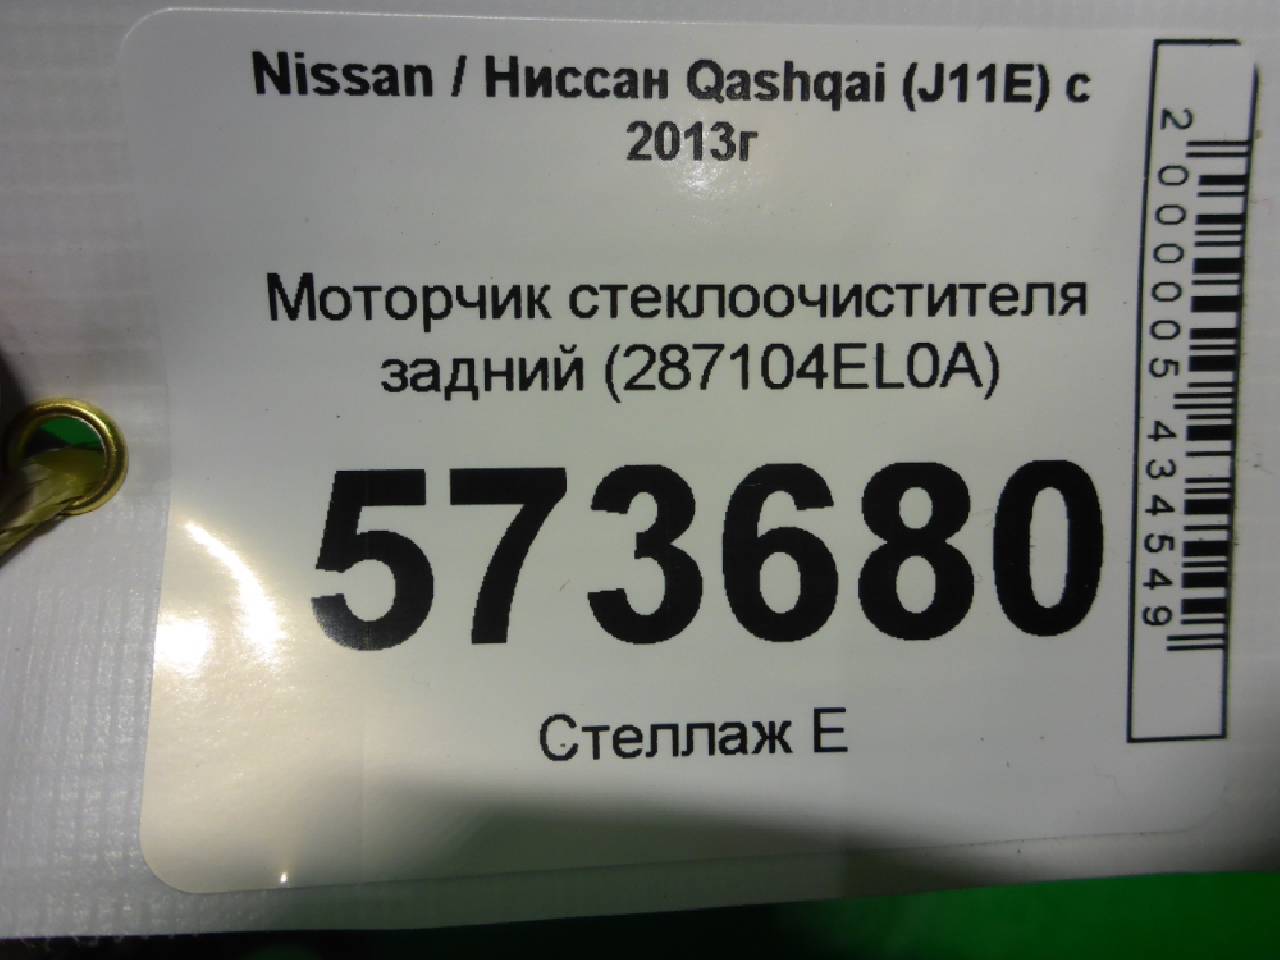 Nissan / Ниссан Qashqai (J11E) с
2013г
Моторчик стеклоочистителя
задний (287104EL0A)
573680
Стеллаж Е
2000005434549